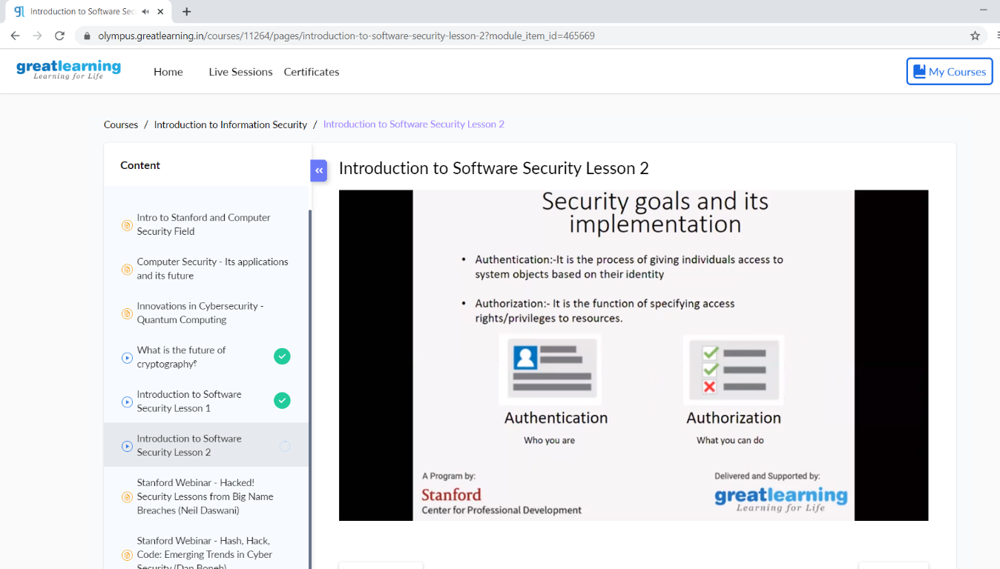 Introduction to Software Sec
olympus.greatlearning.in/courses/11264/pages/introduction-to-software-security-lesson-2?module_item_id=465669
greatlearning
Learning for Life
Home
Live Sessions
Certificates
My Courses
Courses / Introduction to Information Security / Introduction to Software Security Lesson 2
Content
Intro to Stanford and Computer
Security Field
Computer Security - Its applications
and its future
Innovations in Cybersecurity -
Quantum Computing
What is the future of
cryptography?
Introduction to Software
Security Lesson 1
Introduction to Software
Security Lesson 2
Stanford Webinar - Hacked!
Security Lessons from Big Name
Breaches (Neil Daswani)
Stanford Webinar - Hash, Hack,
Code: Emerging Trends in Cyber
Security (Dan Boneh)
Introduction to Software Security Lesson 2
Security goals and its
implementation
• Authentication:-It is the process of giving individuals access to
system objects based on their identity
• Authorization:- It is the function of specifying access
rights/privileges to resources.
Authentication
Who you are
Authorization
What you can do
A Program by:
Stanford
Center for Professional Development
Delivered and Supported by:
greatlearning
Learning for Life